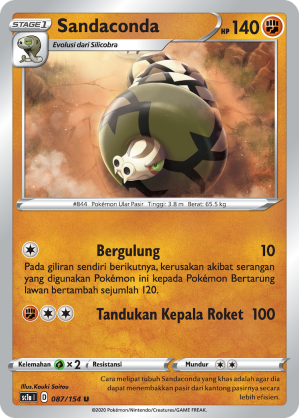 STAGE 1 Sandaconda HP 140
Evolusi dari Silicobra
#844 Pokémon Ular Pasir Tinggi: 3.8 m Berat: 65.5 kg
Bergulung 10
Pada giliran sendiri berikutnya, kerusakan akibat serangan
yang digunakan Pokémon ini kepada Pokémon Bertarung
lawan bertambah sejumlah 120.
Tandukan Kepala Roket 100
Kelemahan ×2 Resistansi Mundur
Illus.Kouki Saitou
sc1a I D 087/154 U
Cara melipat tubuh Sandaconda yang khas agar dia
dapat menembakkan pasir dari kantung pasirnya secara
lebih efisien.
©2020 Pokémon/Nintendo/Creatures/GAME FREAK.